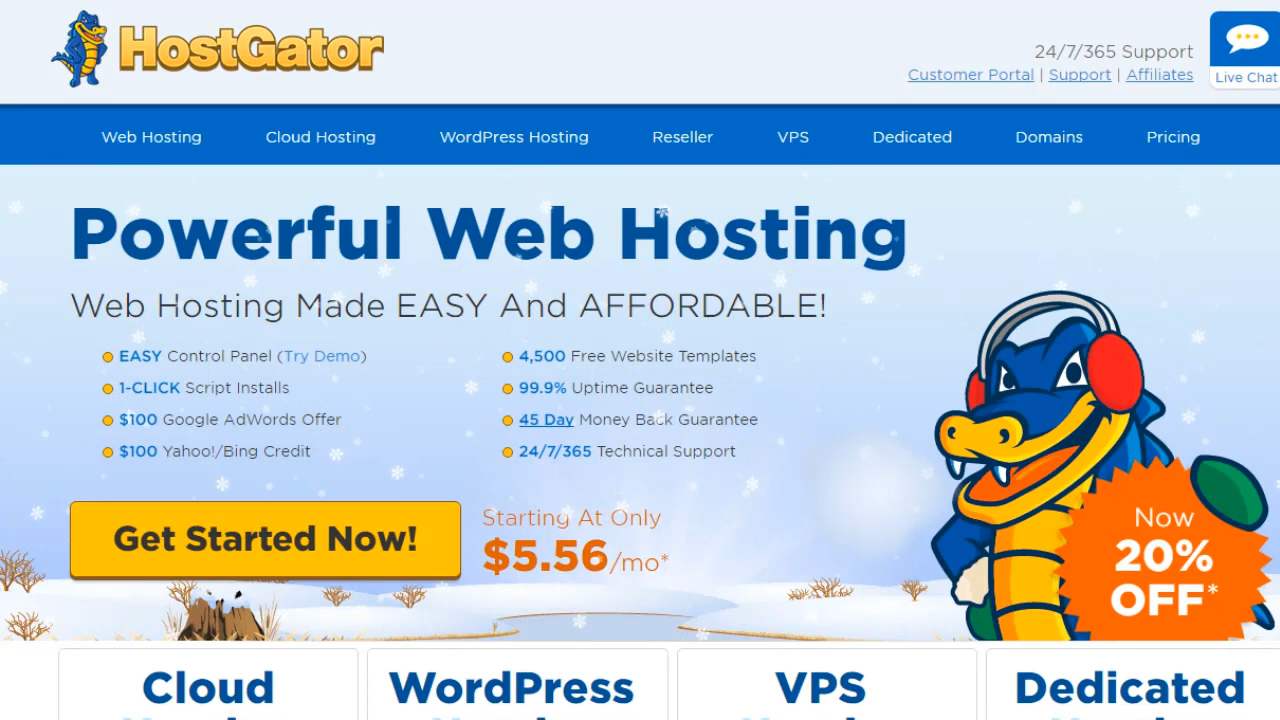 HostGator
24/7/365 Support
Customer Portal | Support | Affiliates
Live Chat
Web Hosting Cloud Hosting WordPress Hosting Reseller VPS Dedicated Domains Pricing
Powerful Web Hosting
Web Hosting Made EASY And AFFORDABLE!
EASY Control Panel (Try Demo)
1-CLICK Script Installs
$100 Google AdWords Offer
$100 Yahoo!/Bing Credit
4,500 Free Website Templates
99.9% Uptime Guarantee
45 Day Money Back Guarantee
24/7/365 Technical Support
Get Started Now!
Starting At Only
$5.56/mo*
Now
20%
OFF*
Cloud
WordPress
VPS
Dedicated